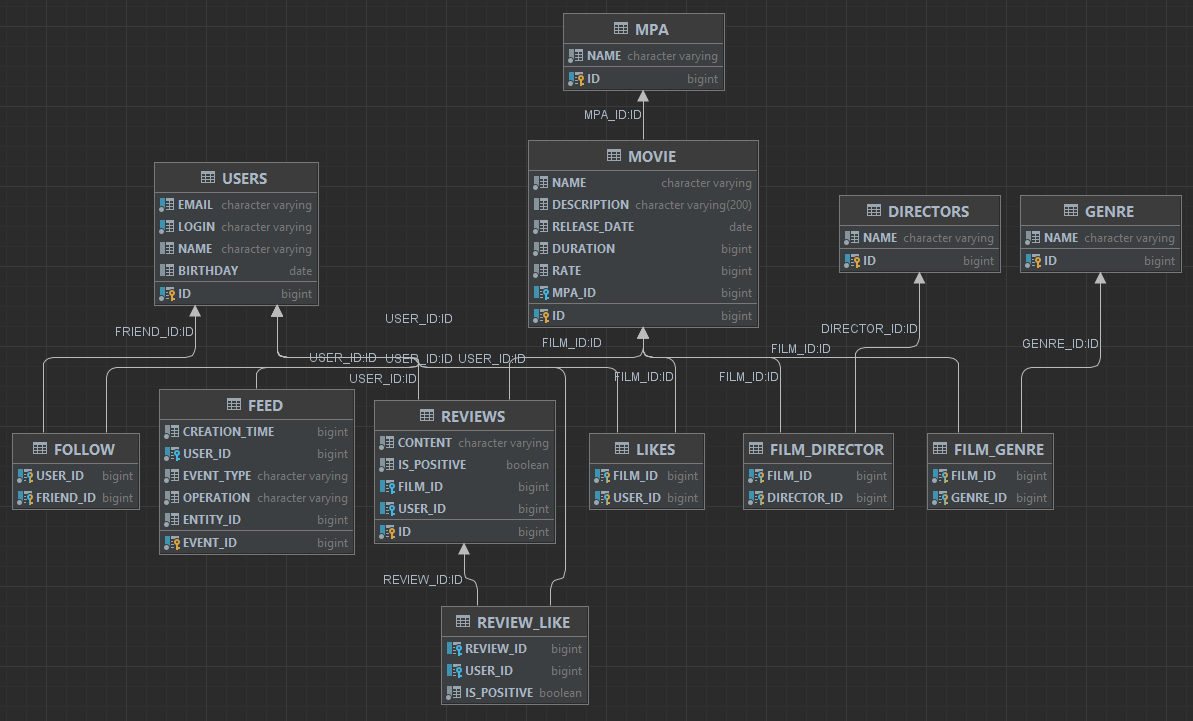 MPA
NAME character varying
ID bigint
MPA_ID:ID
MOVIE
NAME character varying
DESCRIPTION character varying(200)
RELEASE_DATE date
DURATION bigint
RATE bigint
MPA_ID bigint
ID bigint
USERS
EMAIL character varying
LOGIN character varying
NAME character varying
BIRTHDAY date
ID bigint
DIRECTORS
NAME character varying
ID bigint
GENRE
NAME character varying
ID bigint
FRIEND_ID:ID
USER_ID:ID
FILM_ID:ID
DIRECTOR_ID:ID
GENRE_ID:ID
FILM_ID:ID
USER_ID:ID
USER_ID:ID
USER_ID:ID
USER_ID:ID
FILM_ID:ID
FILM_ID:ID
FOLLOW
USER_ID bigint
FRIEND_ID bigint
FEED
CREATION_TIME bigint
USER_ID bigint
EVENT_TYPE character varying
OPERATION character varying
ENTITY_ID bigint
EVENT_ID bigint
REVIEWS
CONTENT character varying
IS_POSITIVE boolean
FILM_ID bigint
USER_ID bigint
ID bigint
LIKES
FILM_ID bigint
USER_ID bigint
FILM_DIRECTOR
FILM_ID bigint
DIRECTOR_ID bigint
FILM_GENRE
FILM_ID bigint
GENRE_ID bigint
REVIEW_ID:ID
REVIEW_LIKE
REVIEW_ID bigint
USER_ID bigint
IS_POSITIVE boolean